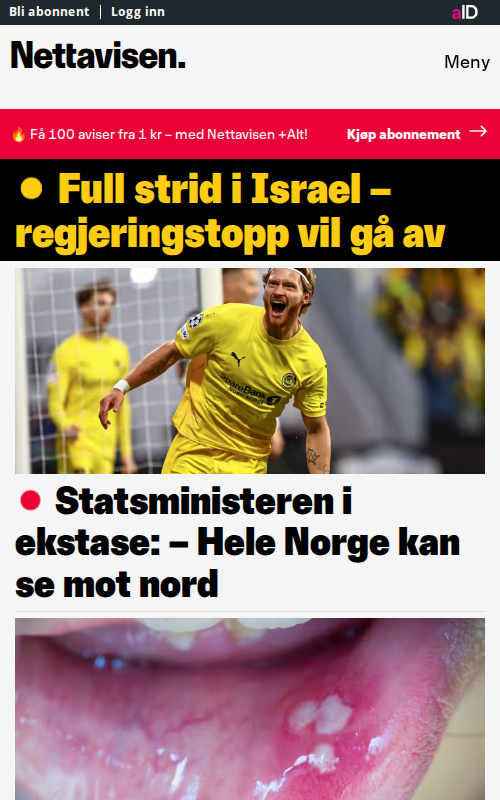 Bli abonnent | Logg inn
aID
Nettavisen.
Meny
🔥 Få 100 aviser fra 1 kr – med Nettavisen +Alt!
Kjøp abonnement →
Full strid i Israel –
regjeringstopp vil gå av
SpareBank 1
Statsministeren i
ekstase: – Hele Norge kan
se mot nord